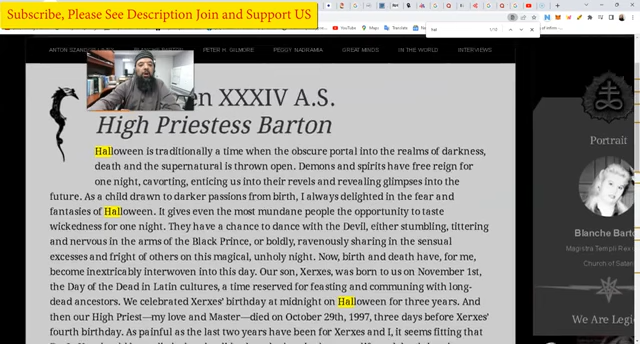 Subscribe, Please See Description Join and Support US
YouTube
Maps
Translate
hal
1/10
BLANCHE BARTON
PETER H. GILMORE
PEGGY NADRAMIA
GREAT MINDS
IN THE WORLD
INTERVIEWS
en XXXIV A.S.
High Priestess Barton
Halloween is traditionally a time when the obscure portal into the realms of darkness,
death and the supernatural is thrown open. Demons and spirits have free reign for
one night, cavorting, enticing us into their revels and revealing glimpses into the
future. As a child drawn to darker passions from birth, I always delighted in the fear and
fantasies of Halloween. It gives even the most mundane people the opportunity to taste
wickedness for one night. They have a chance to dance with the Devil, either stumbling, tittering
and nervous in the arms of the Black Prince, or boldly, ravenously sharing in the sensual
excesses and fright of others on this magical, unholy night. Now, birth and death have, for me,
become inextricably interwoven into this day. Our son, Xerxes, was born to us on November 1st,
the Day of the Dead in Latin cultures, a time reserved for feasting and communing with long-
dead ancestors. We celebrated Xerxes' birthday at midnight on Halloween for three years. And
then our High Priest—my love and Master—died on October 29th, 1997, three days before Xerxes'
fourth birthday. As painful as the last two years have been for Xerxes and I, it seems fitting that
Portrait
Blanche Bart
Magistra Templi Rex
Church of Satan
We Are Legi